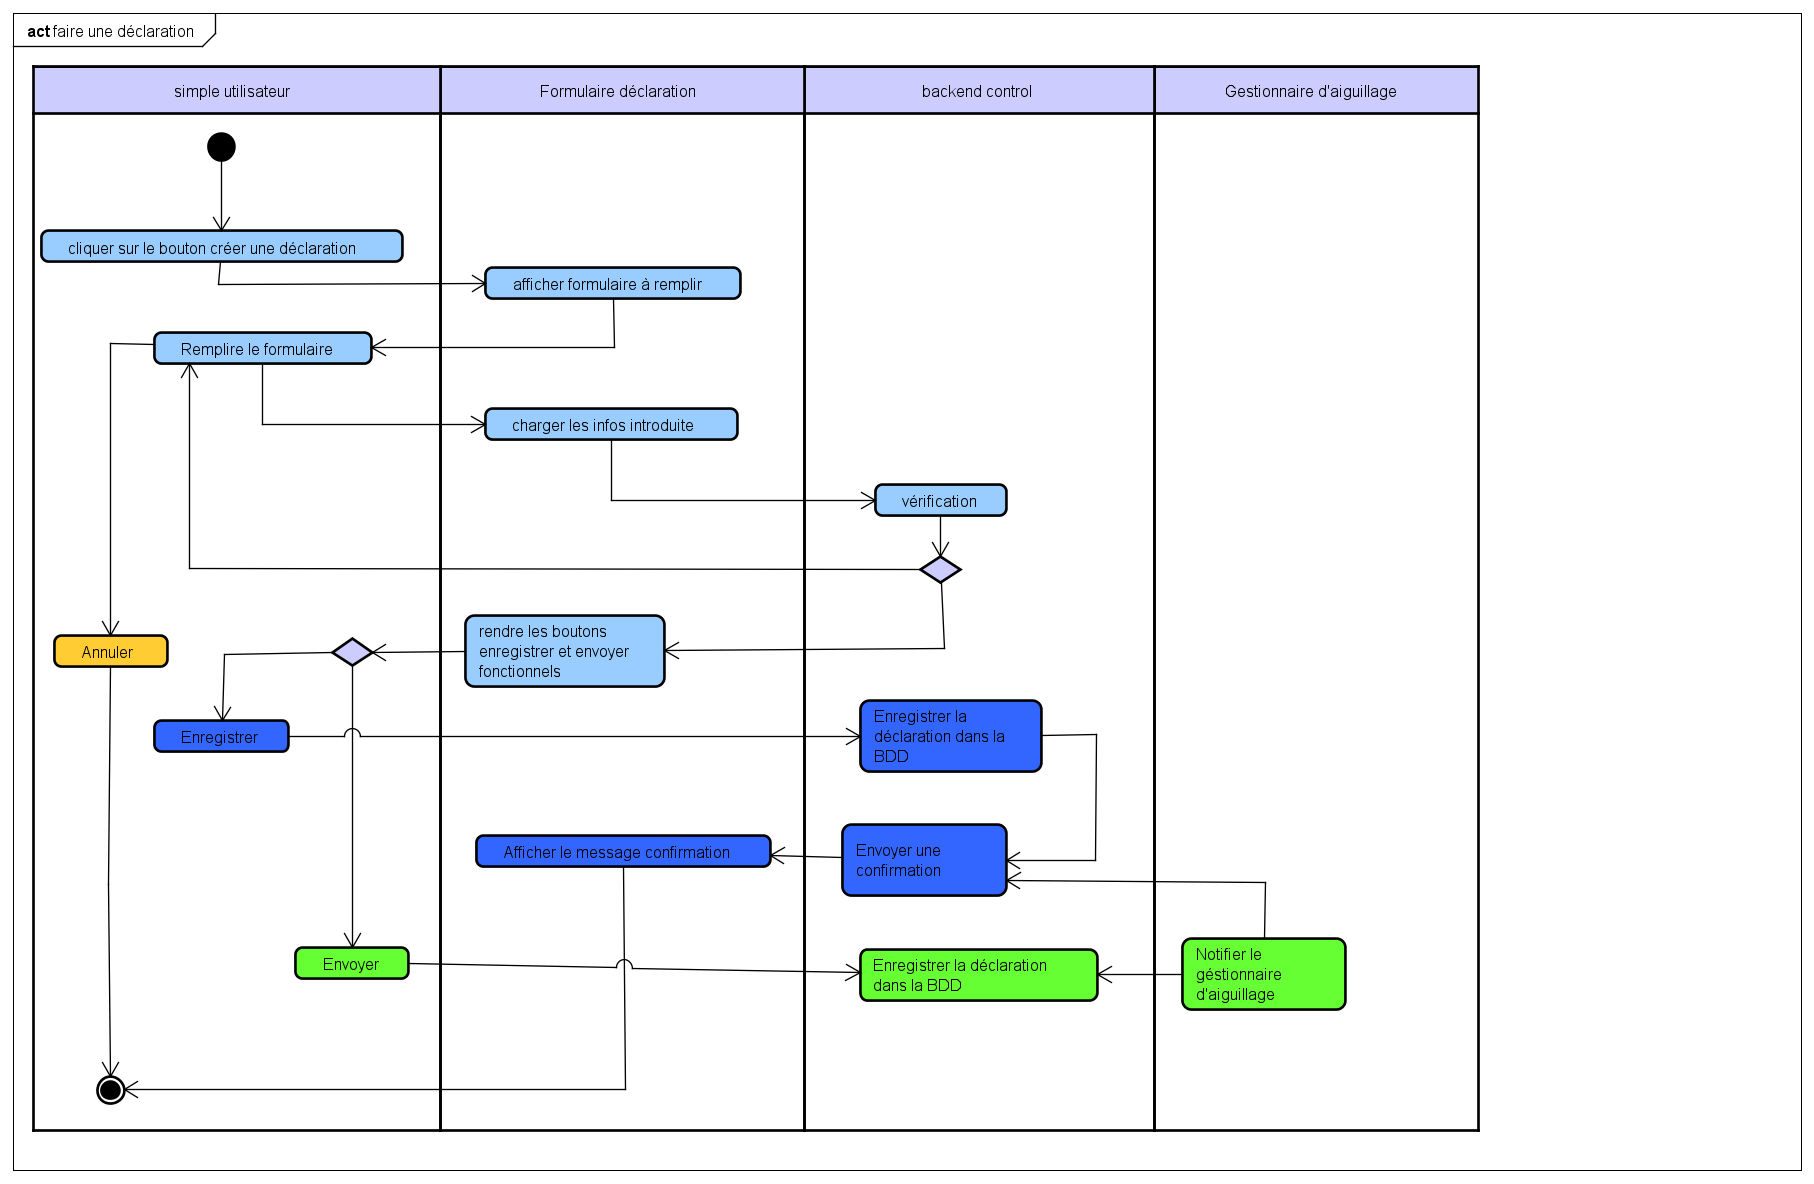 act faire une déclaration
simple utilisateur
Formulaire déclaration
backend control
Gestionnaire d'aiguillage
cliquer sur le bouton créer une déclaration
afficher formulaire à remplir
Remplire le formulaire
charger les infos introduite
vérification
Annuler
rendre les boutons
enregistrer et envoyer
fonctionnels
Enregistrer
Enregistrer la
déclaration dans la
BDD
Afficher le message confirmation
Envoyer une
confirmation
Envoyer
Enregistrer la déclaration
dans la BDD
Notifier le
géstionnaire
d'aiguillage